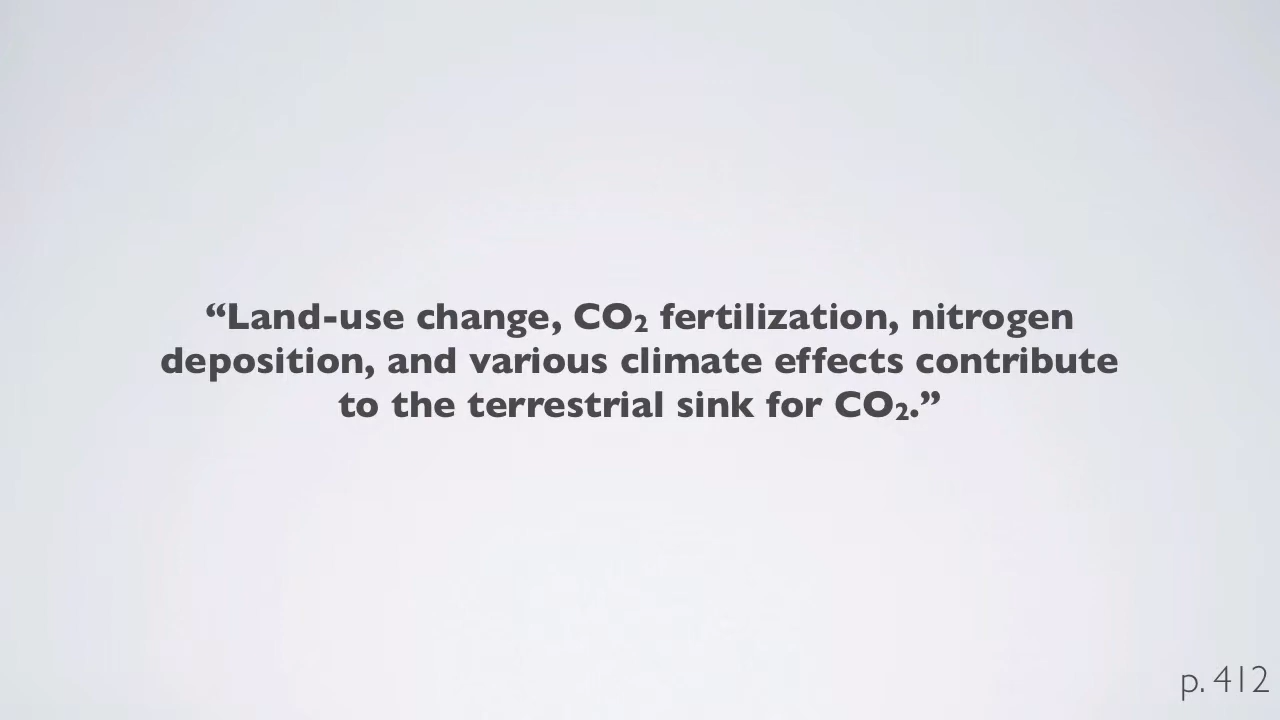 “Land-use change, CO₂ fertilization, nitrogen
deposition, and various climate effects contribute
to the terrestrial sink for CO₂.”
p. 412